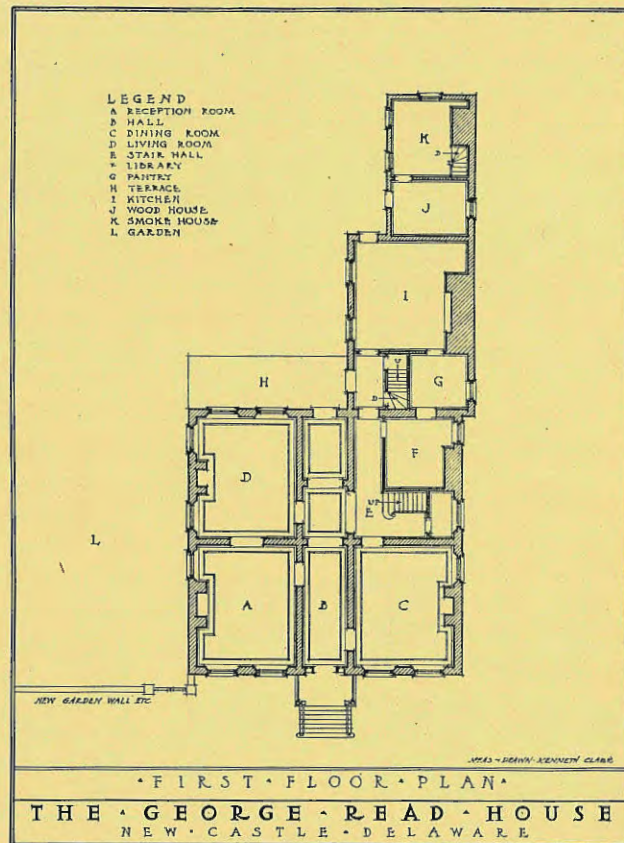 LEGEND
A RECEPTION ROOM
B HALL
C DINING ROOM
D LIVING ROOM
E STAIR HALL
F LIBRARY
G PANTRY
H TERRACE
I KITCHEN
J WOOD HOUSE
K SMOKE HOUSE
L GARDEN
K
D
J
I
U
H
G
D
F
D
UP
E
L
A
B
C
NEW GARDEN WALL ETC
DRAWN KENNETH CLARK
• FIRST • FLOOR • PLAN •
THE • GEORGE • READ • HOUSE
NEW • CASTLE • DELAWARE